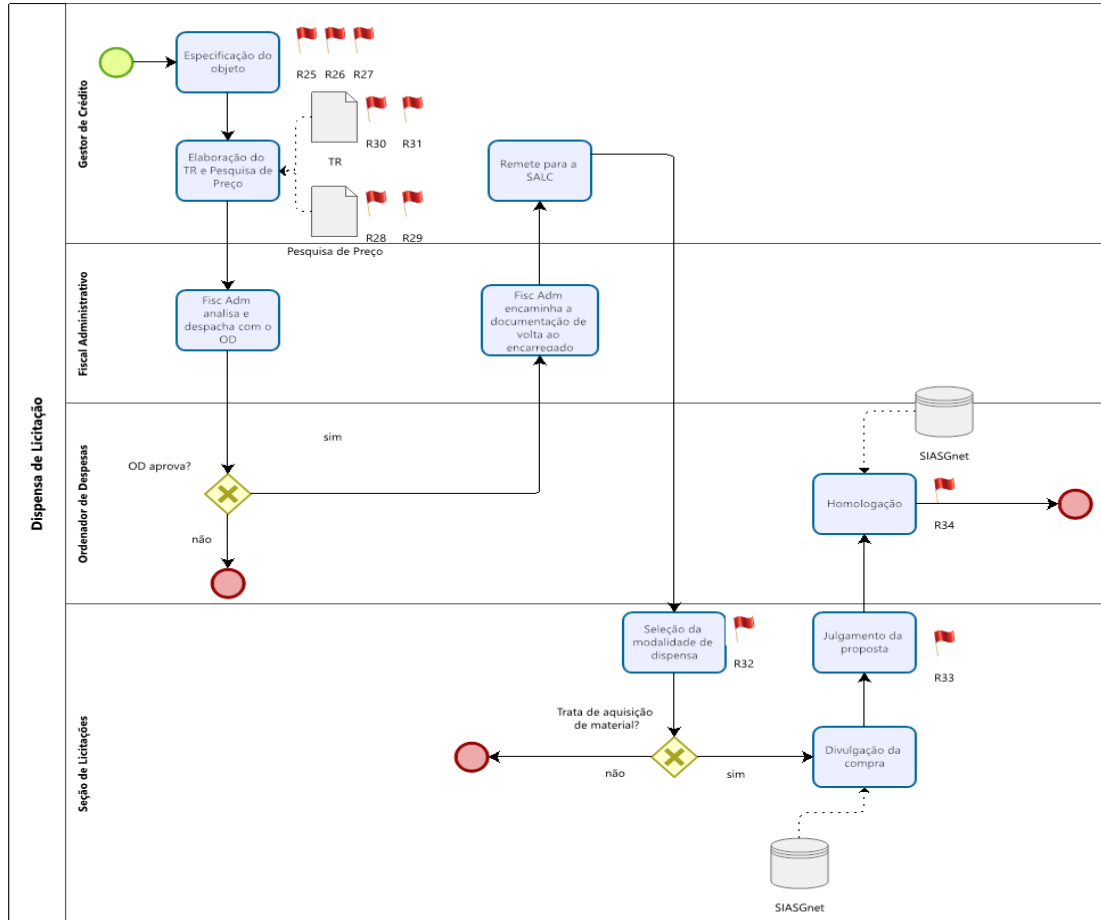 Dispensa de Licitação
Gestor de Crédito
Especificação do
objeto
R25 R26 R27
Elaboração do
TR e Pesquisa de
Preço
TR
R30 R31
R28 R29
Pesquisa de Preço
Remete para a
SALC
Fiscal Administrativo
Fisc Adm
analisa e
despacha com o
OD
Fisc Adm
encaminha a
documentação de
volta ao
encarregado
Ordenador de Despesas
OD aprova?
sim
não
SIASGnet
Homologação
R34
Seção de Licitações
Seleção da
modalidade de
dispensa
R32
Julgamento da
proposta
R33
Trata de aquisição
de material?
não
sim
Divulgação da
compra
SIASGnet